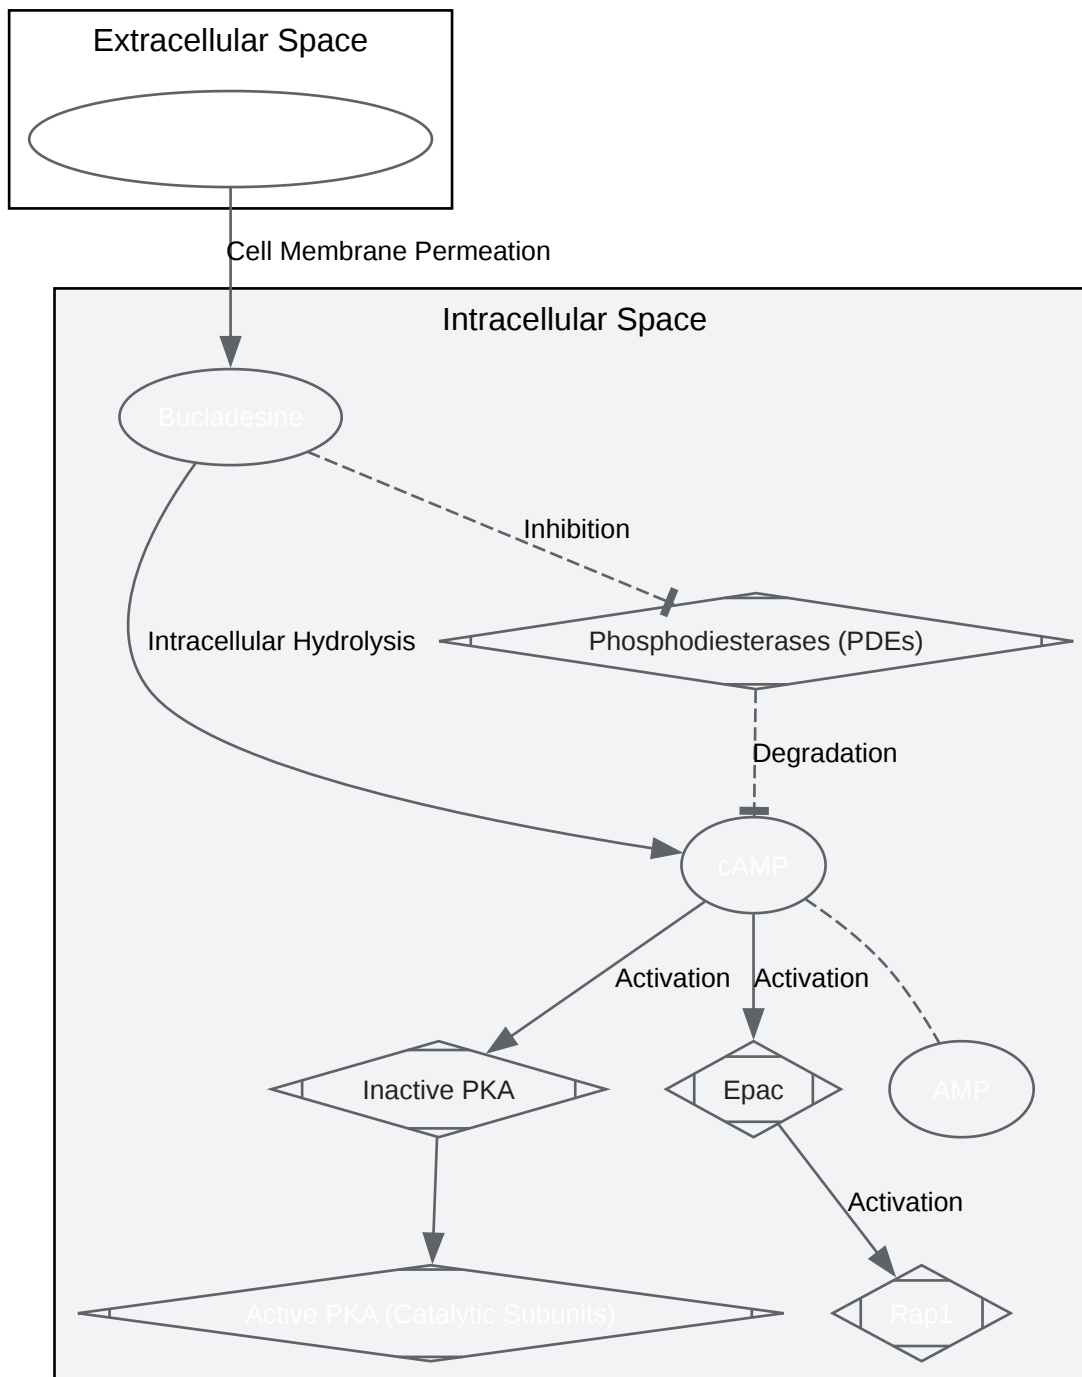 Extracellular Space
Cell Membrane Permeation
Intracellular Space
Bucladesine
Inhibition
Intracellular Hydrolysis
Phosphodiesterases (PDEs)
Degradation
cAMP
Activation
Activation
Inactive PKA
Epac
AMP
Activation
Active PKA (Catalytic Subunits)
Rap1